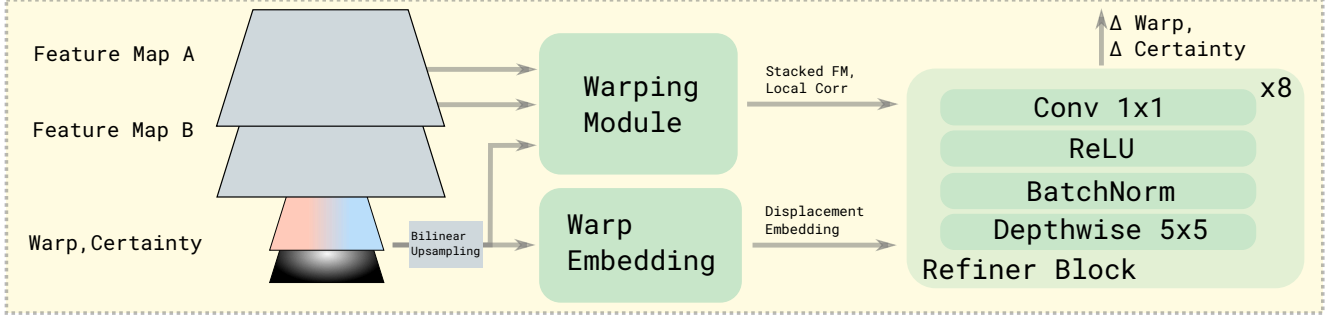 Feature Map A
Feature Map B
Warp,Certainty
Bilinear
Upsampling
Warping
Module
Warp
Embedding
Stacked FM,
Local Corr
Displacement
Embedding
Δ Warp,
Δ Certainty
x8
Conv 1x1
ReLU
BatchNorm
Depthwise 5x5
Refiner Block